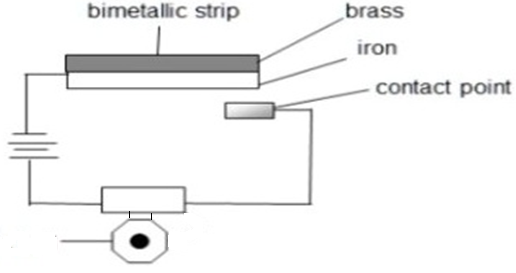 bimetallic strip
brass
iron
contact point